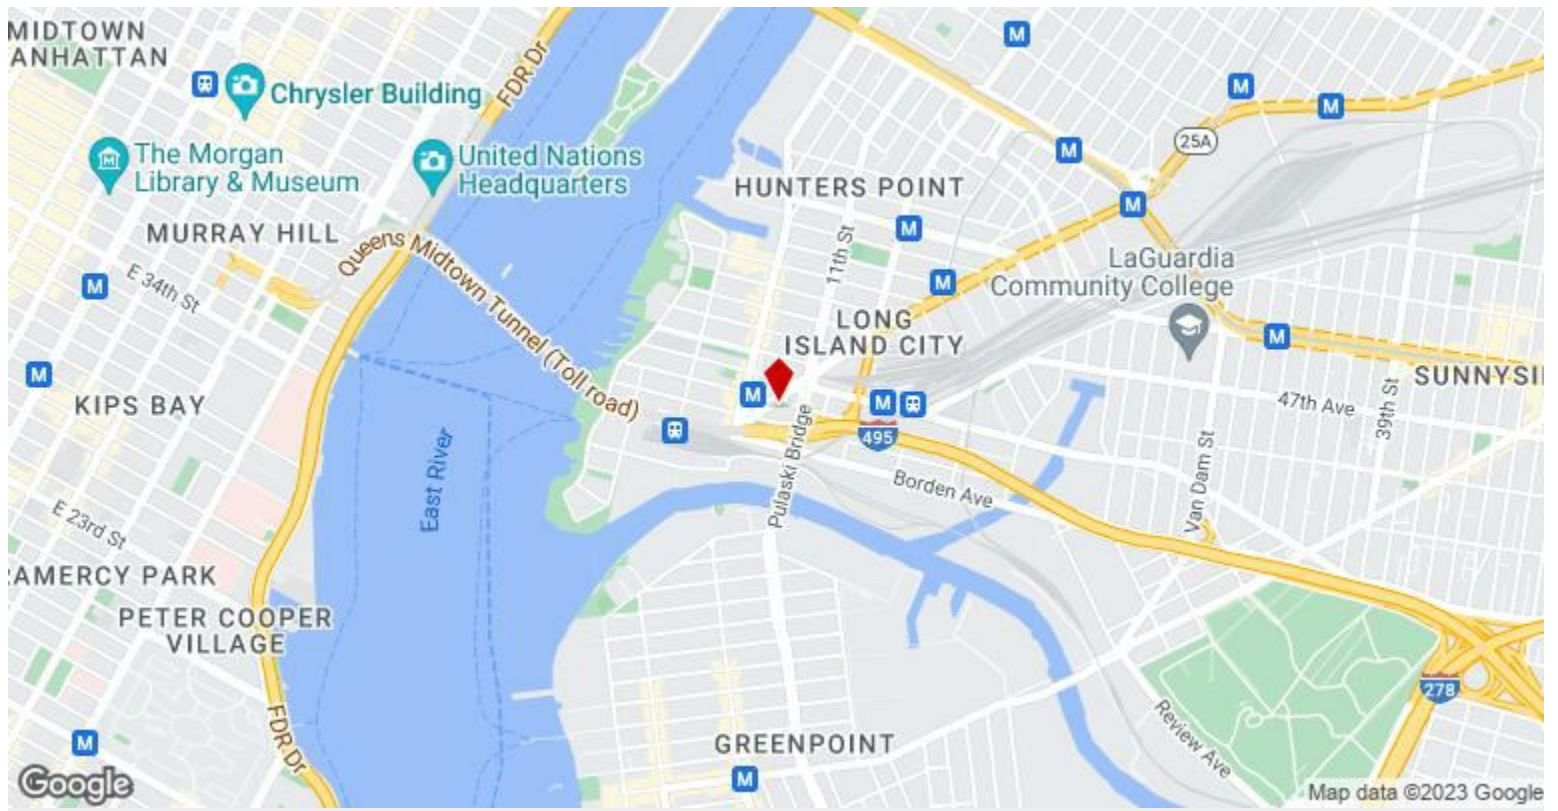 MIDTOWN
ANHATTAN
Chrysler Building
FDR Dr
The Morgan
Library & Museum
United Nations
Headquarters
25A
HUNTERS POINT
MURRAY HILL
Queens Midtown Tunnel (Toll road)
11th St
LaGuardia
Community College
E 34th St
LONG
ISLAND CITY
SUNNYSI
KIPS BAY
47th Ave
39th St
495
Pulaski Bridge
East River
Borden Ave
Van Dam St
E 23rd St
RAMERCY PARK
PETER COOPER
VILLAGE
278
FDR Dr
Review Ave
GREENPOINT
M
M
M
M
M
M
M
M
M
M
M
M
M
M
Google
Map data ©2023 Google